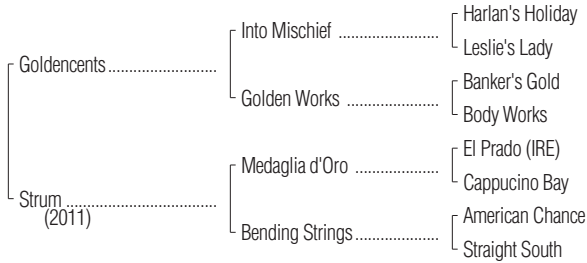 Harlan's Holiday
Into Mischief ....................
Leslie's Lady
Goldencents ......................
Banker's Gold
Golden Works ..................
Body Works
El Prado (IRE)
Medaglia d'Oro ................
Cappucino Bay
Strum ..............................
(2011)
American Chance
Bending Strings ................
Straight South